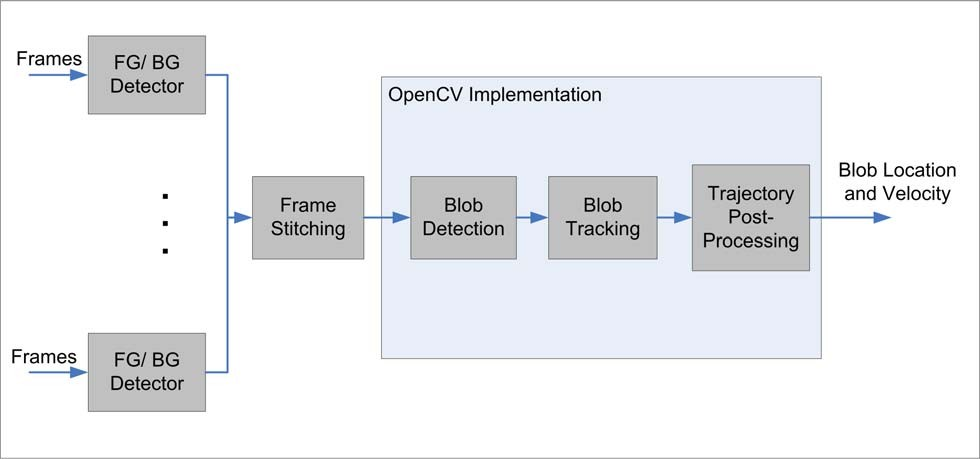 Frames
FG/ BG
Detector
OpenCV Implementation
Frame
Stitching
Blob
Detection
Blob
Tracking
Trajectory
Post-
Processing
Blob Location
and Velocity
Frames
FG/ BG
Detector